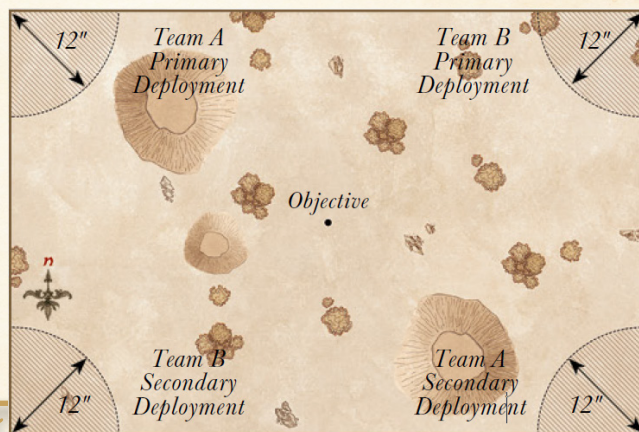 12"
Team A
Primary
Deployment
Team B
Primary
Deployment
12"
Objective
n
12"
Team B
Secondary
Deployment
Team A
Secondary
Deployment
12"